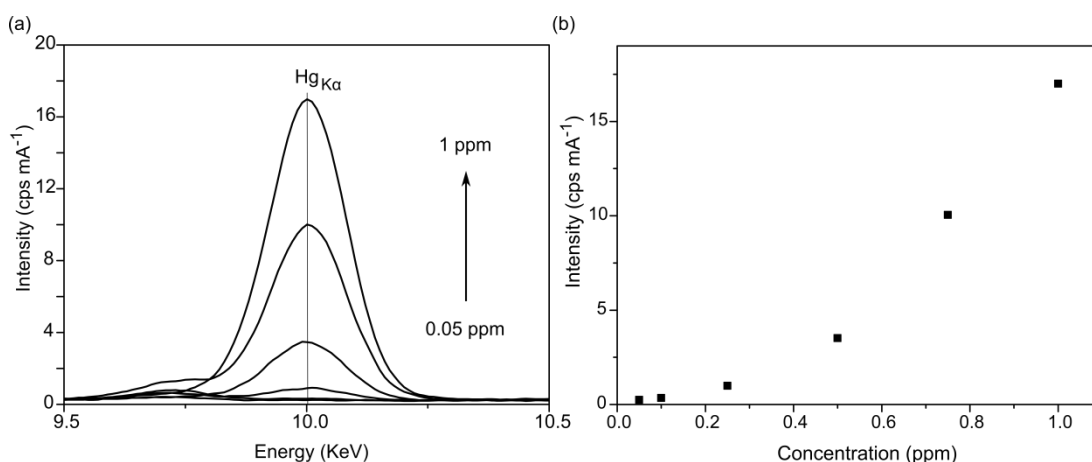 (a)
20
16
12
8
4
0
Intensity (cps mA⁻¹)
Hg_Kα
1 ppm
0.05 ppm
9.5
10.0
10.5
Energy (KeV)
(b)
15
10
5
0
Intensity (cps mA⁻¹)
0.0
0.2
0.4
0.6
0.8
1.0
Concentration (ppm)